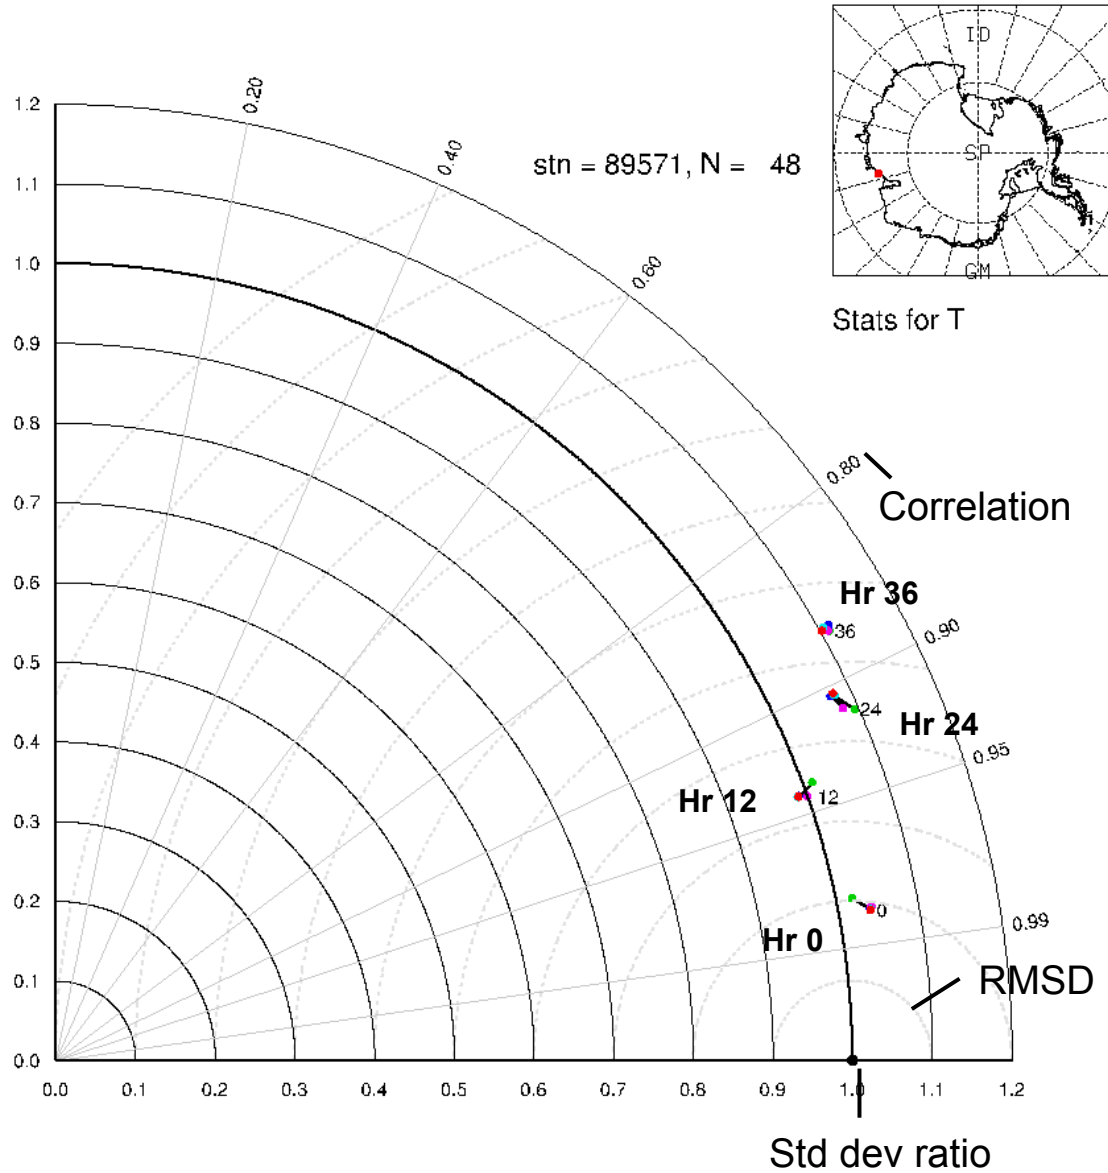 ID
SP
GM
stn = 89571, N = 48
Stats for T
0.20
0.40
0.60
0.80
0.90
0.95
0.99
Correlation
1.2
1.1
1.0
0.9
0.8
0.7
0.6
0.5
0.4
0.3
0.2
0.1
0.0
Hr 36
36
24
Hr 24
Hr 12
12
0
Hr 0
RMSD
0.0 0.1 0.2 0.3 0.4 0.5 0.6 0.7 0.8 0.9 1.0 1.1 1.2
Std dev ratio